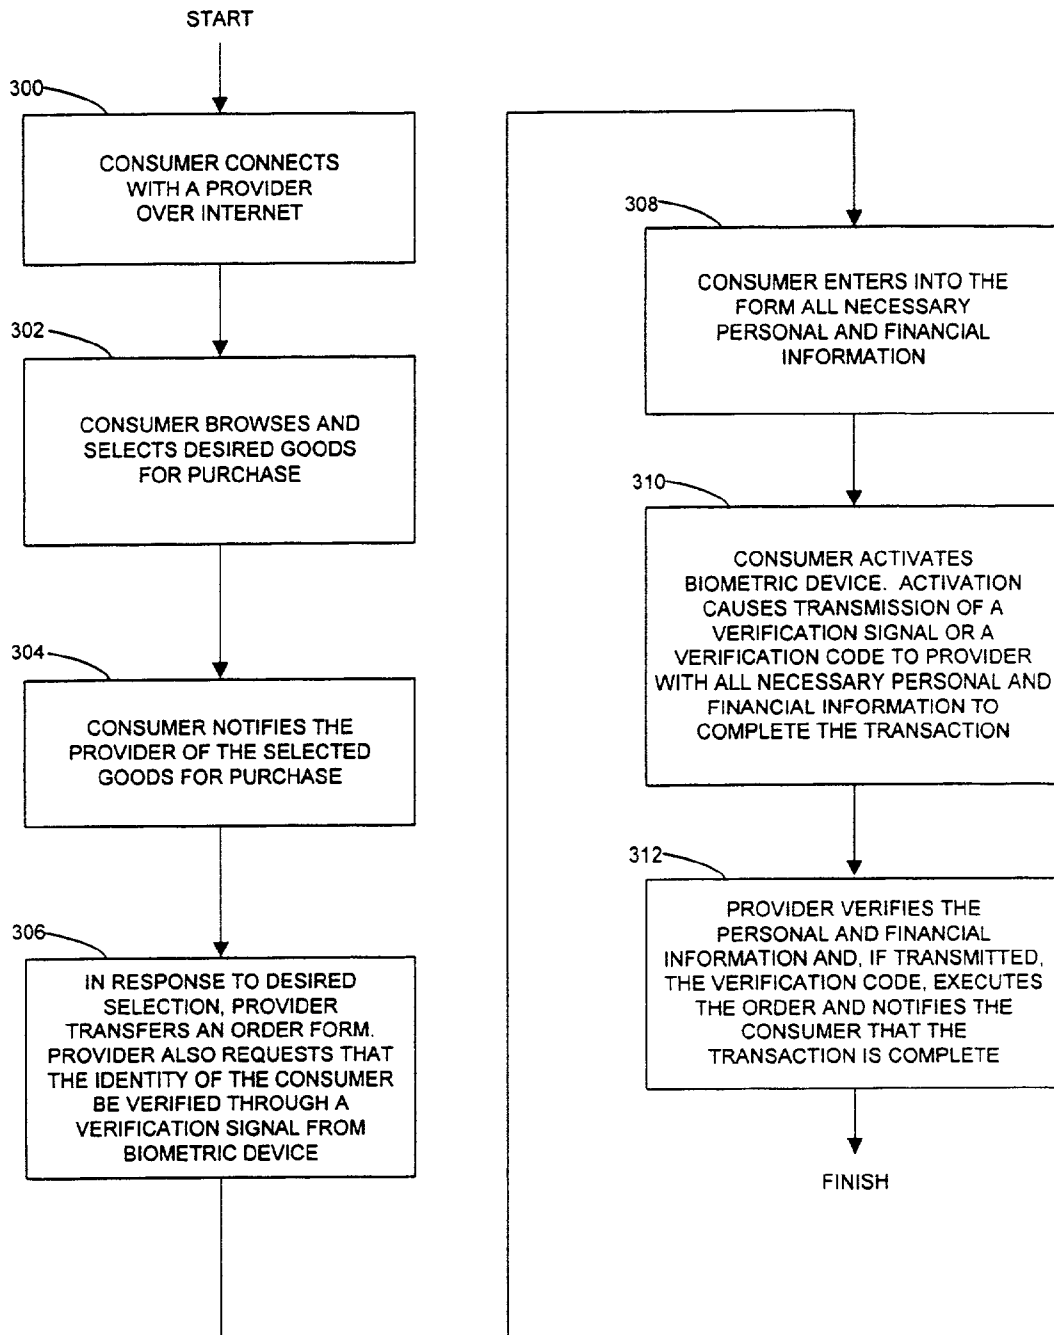 START
300
CONSUMER CONNECTS
WITH A PROVIDER
OVER INTERNET
302
CONSUMER BROWSES AND
SELECTS DESIRED GOODS
FOR PURCHASE
304
CONSUMER NOTIFIES THE
PROVIDER OF THE SELECTED
GOODS FOR PURCHASE
306
IN RESPONSE TO DESIRED
SELECTION, PROVIDER
TRANSFERS AN ORDER FORM.
PROVIDER ALSO REQUESTS THAT
THE IDENTITY OF THE CONSUMER
BE VERIFIED THROUGH A
VERIFICATION SIGNAL FROM
BIOMETRIC DEVICE
308
CONSUMER ENTERS INTO THE
FORM ALL NECESSARY
PERSONAL AND FINANCIAL
INFORMATION
310
CONSUMER ACTIVATES
BIOMETRIC DEVICE. ACTIVATION
CAUSES TRANSMISSION OF A
VERIFICATION SIGNAL OR A
VERIFICATION CODE TO PROVIDER
WITH ALL NECESSARY PERSONAL AND
FINANCIAL INFORMATION TO
COMPLETE THE TRANSACTION
312
PROVIDER VERIFIES THE
PERSONAL AND FINANCIAL
INFORMATION AND, IF TRANSMITTED,
THE VERIFICATION CODE, EXECUTES
THE ORDER AND NOTIFIES THE
CONSUMER THAT THE
TRANSACTION IS COMPLETE
FINISH